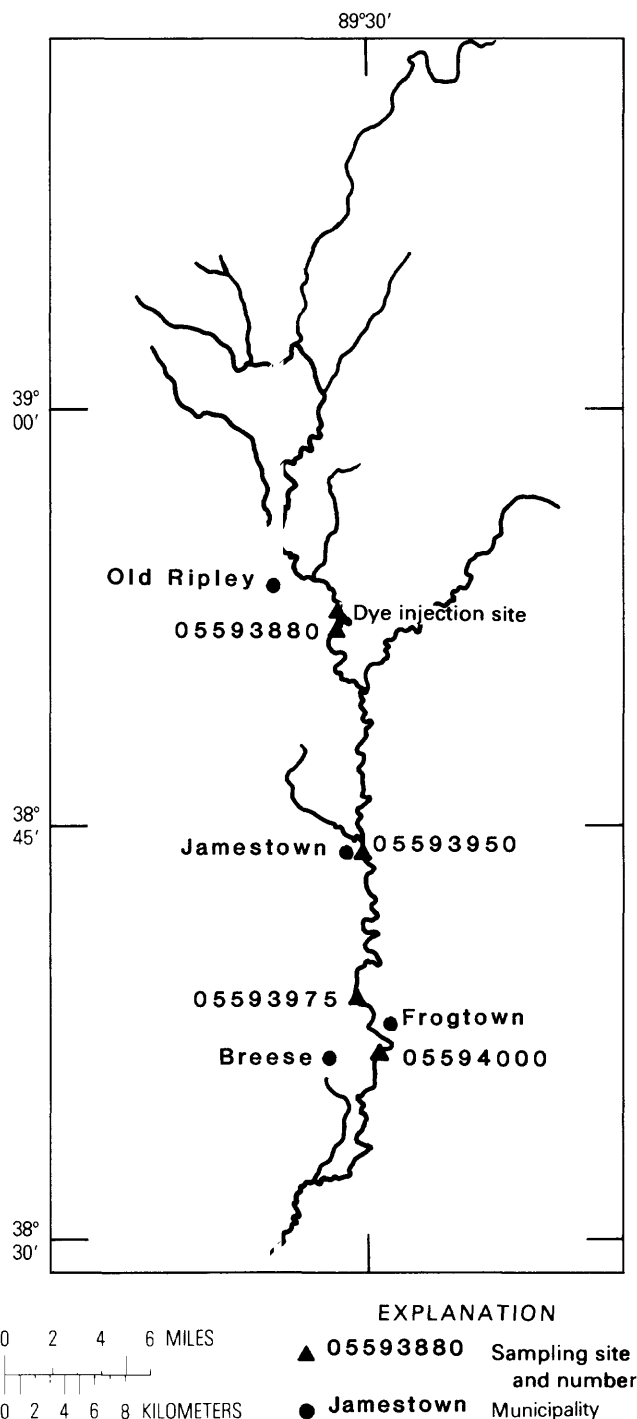 89°30'
39°
00'
Old Ripley
Dye injection site
05593880
38°
45'
Jamestown
05593950
05593975
Frogtown
Breese
05594000
38°
30'
EXPLANATION
0 2 4 6 MILES
0 2 4 6 8 KILOMETERS
05593880 Sampling site
and number
Jamestown Municipality